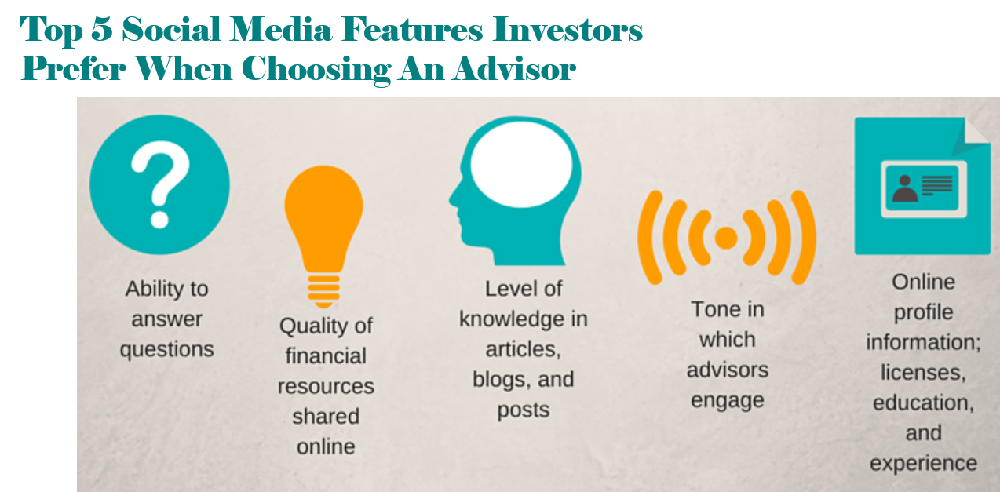 Top 5 Social Media Features Investors
Prefer When Choosing An Advisor
Ability to
answer
questions
Quality of
financial
resources
shared
online
Level of
knowledge in
articles,
blogs, and
posts
Tone in
which
advisors
engage
Online
profile
information;
licenses,
education,
and
experience